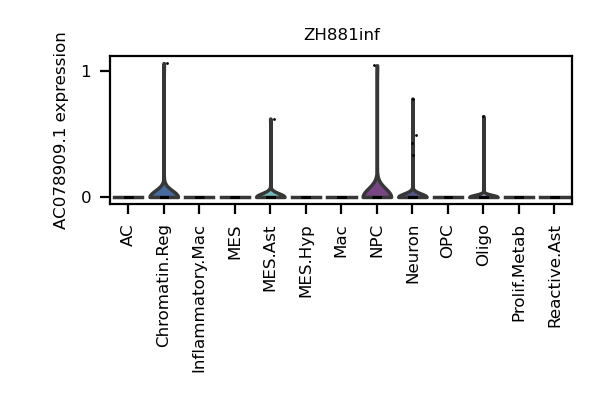 ZH881inf
AC078909.1 expression
1
0
AC
Chromatin.Reg
Inflammatory.Mac
MES
MES.Ast
MES.Hyp
Mac
NPC
Neuron
OPC
Oligo
Prolif.Metab
Reactive.Ast